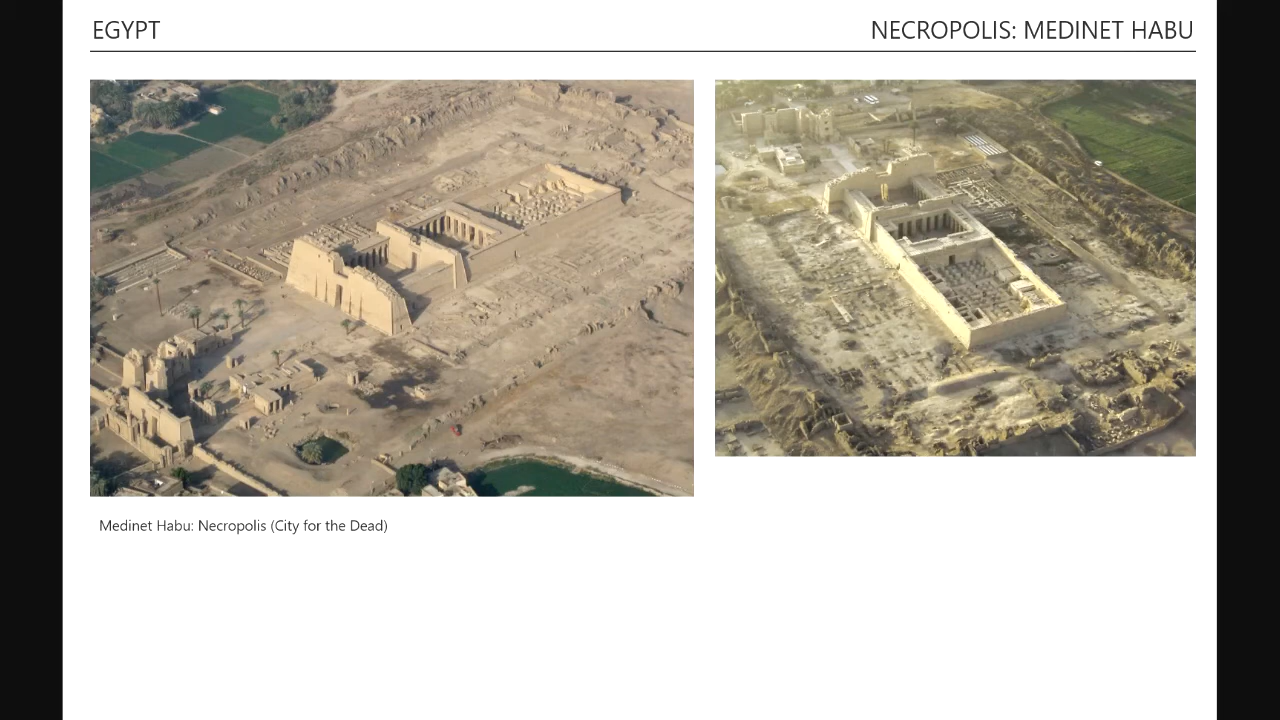 EGYPT
NECROPOLIS: MEDINET HABU
Medinet Habu: Necropolis (City for the Dead)